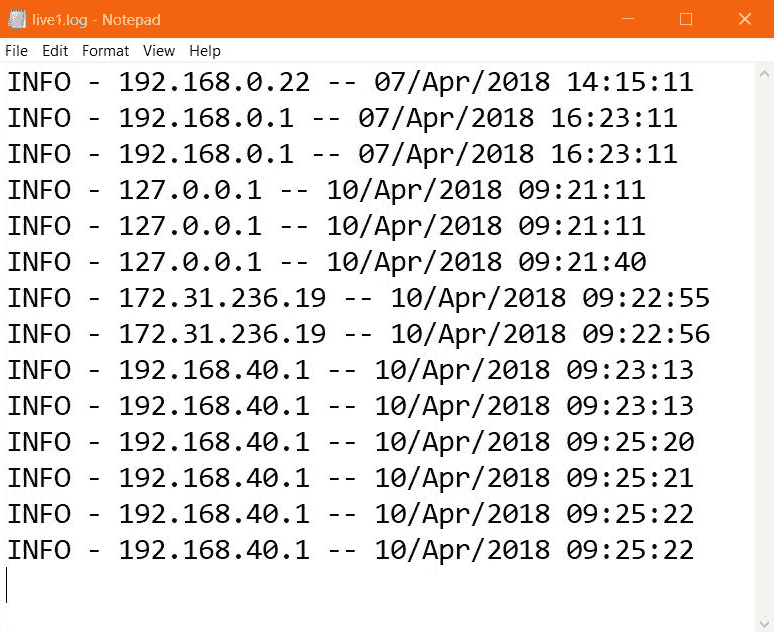 live1.log - Notepad
File Edit Format View Help
INFO - 192.168.0.22 -- 07/Apr/2018 14:15:11
INFO - 192.168.0.1 -- 07/Apr/2018 16:23:11
INFO - 192.168.0.1 -- 07/Apr/2018 16:23:11
INFO - 127.0.0.1 -- 10/Apr/2018 09:21:11
INFO - 127.0.0.1 -- 10/Apr/2018 09:21:11
INFO - 127.0.0.1 -- 10/Apr/2018 09:21:40
INFO - 172.31.236.19 -- 10/Apr/2018 09:22:55
INFO - 172.31.236.19 -- 10/Apr/2018 09:22:56
INFO - 192.168.40.1 -- 10/Apr/2018 09:23:13
INFO - 192.168.40.1 -- 10/Apr/2018 09:23:13
INFO - 192.168.40.1 -- 10/Apr/2018 09:25:20
INFO - 192.168.40.1 -- 10/Apr/2018 09:25:21
INFO - 192.168.40.1 -- 10/Apr/2018 09:25:22
INFO - 192.168.40.1 -- 10/Apr/2018 09:25:22